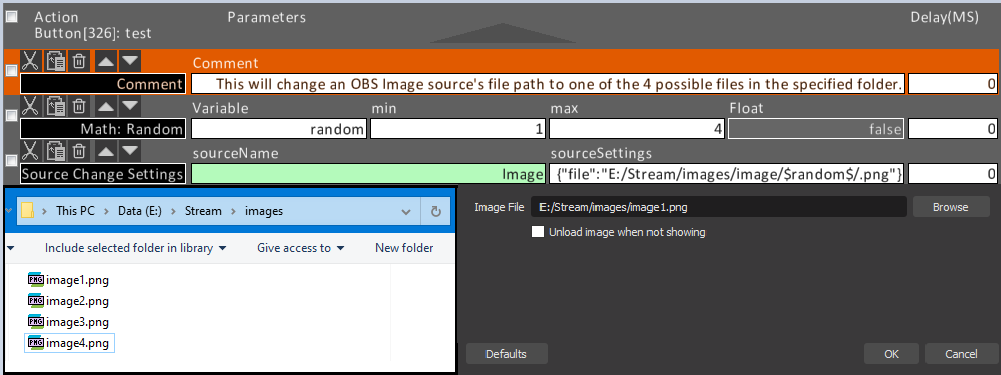 Action Parameters Delay(MS)
Button[326]: test
Comment
Comment This will change an OBS Image source's file path to one of the 4 possible files in the specified folder. 0
Variable min max Float
Math: Random random 1 4 false 0
sourceName sourceSettings
Source Change Settings Image {"file":"E:/Stream/images/image/$random$/.png"} 0
This PC Data (E:) Stream images
Include selected folder in library Give access to New folder
image1.png
image2.png
image3.png
image4.png
Image File E:/Stream/images/image1.png Browse
Unload image when not showing
Defaults OK Cancel